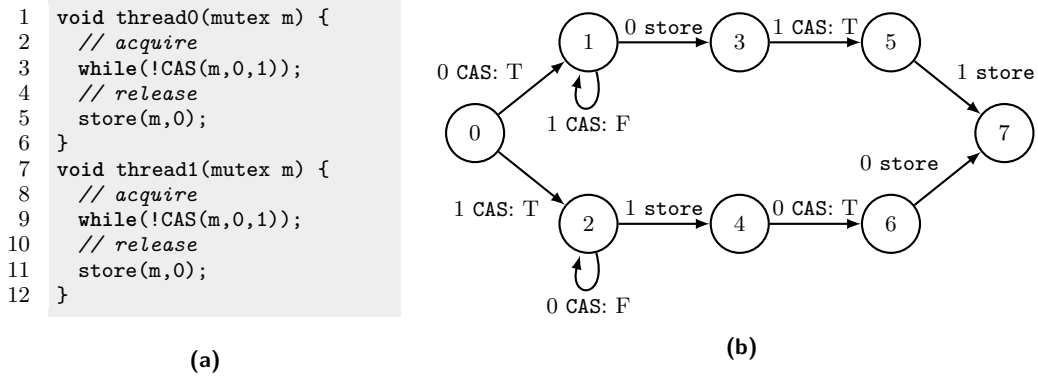 1 void thread0(mutex m) {
2 // acquire
3 while(!CAS(m,0,1));
4 // release
5 store(m,0);
6 }
7 void thread1(mutex m) {
8 // acquire
9 while(!CAS(m,0,1));
10 // release
11 store(m,0);
12 }
(a)
0 store
1 CAS: T
1
3
5
0 CAS: T
1 store
1 CAS: F
0
7
0 store
1 CAS: T
1 store
0 CAS: T
2
4
6
0 CAS: F
(b)